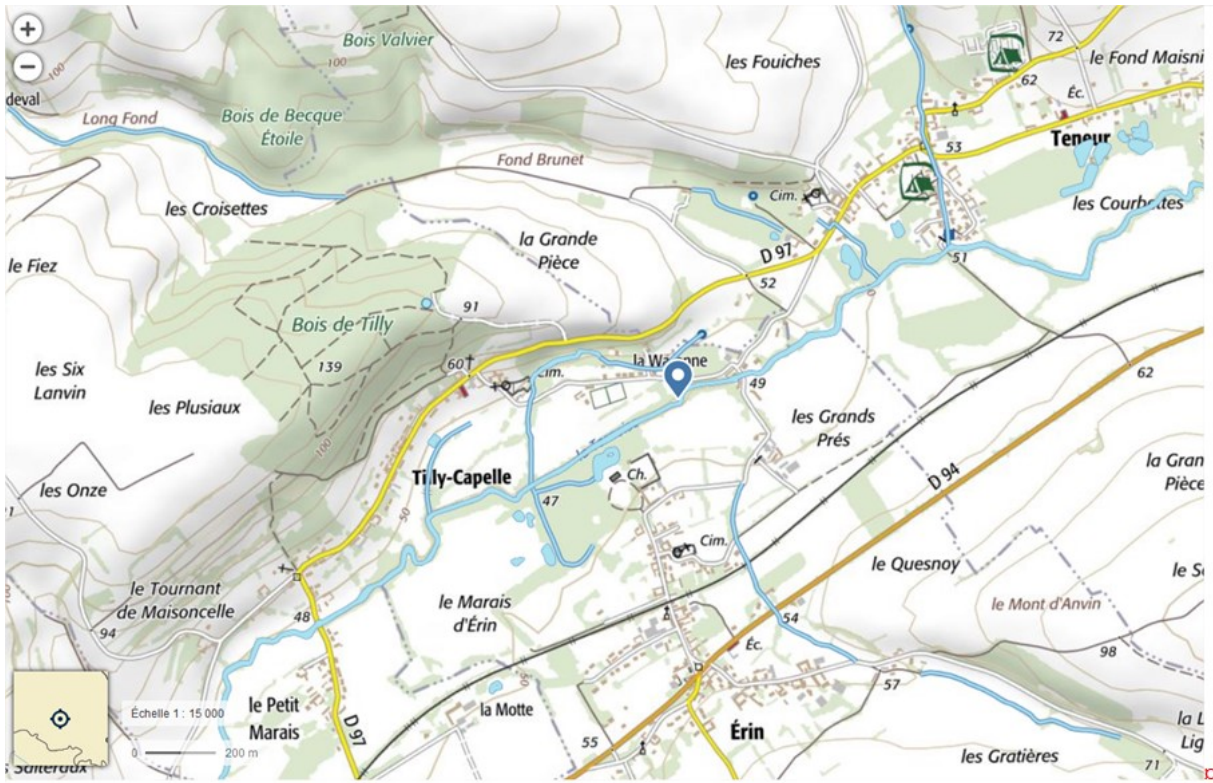 +
−
Bois Valvier
100
100
deval
Long Fond
Bois de Becque
Étoile
les Fouiches
72
le Fond Maisni
62
Éc.
53
Teneur
Fond Brunet
les Croisettes
Cim.
les Courbettes
la Grande
Pièce
D 97
51
52
le Fiez
91
Bois de Tilly
139
60
la Warenne
Cim.
49
62
les Six
Lanvin
les Plusiaux
100
les Grands
Prés
la Gran
Pièce
les Onze
Tilly-Capelle
Ch.
D 94
47
50
Cim.
le Quesnoy
le Tournant
de Maisoncelle
le Marais
d'Érin
le Mont d'Anvin
94
48
54
Éc.
98
57
Échelle 1 : 15 000
0
200 m
le Petit
Marais
D 97
50
la Motte
Érin
55
les Gratières
71